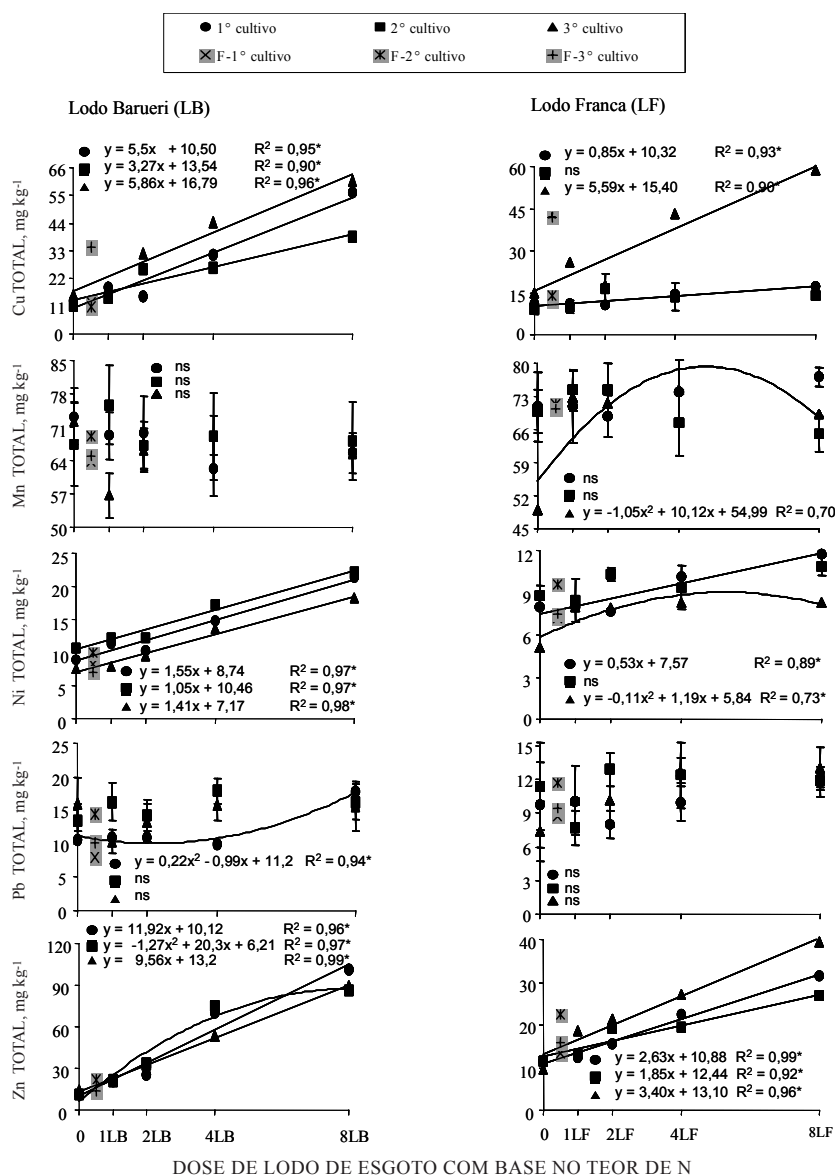 1° cultivo 2° cultivo 3° cultivo
F-1° cultivo F-2° cultivo F-3° cultivo
Lodo Barueri (LB)
Lodo Franca (LF)
Cu TOTAL, mg kg-1
y = 5,5x + 10,50 R2 = 0,95*
y = 3,27x + 13,54 R2 = 0,90*
y = 5,86x + 16,79 R2 = 0,96*
66
55
44
33
22
11
0
y = 0,85x + 10,32 R2 = 0,93*
ns
y = 5,59x + 15,40 R2 = 0,90*
60
45
30
15
0
Mn TOTAL, mg kg-1
85
78
71
64
57
50
ns
ns
ns
80
73
66
59
52
45
ns
ns
y = -1,05x2 + 10,12x + 54,99 R2 = 0,70
Ni TOTAL, mg kg-1
25
20
15
10
5
0
y = 1,55x + 8,74 R2 = 0,97*
y = 1,05x + 10,46 R2 = 0,97*
y = 1,41x + 7,17 R2 = 0,98*
12
9
6
3
0
y = 0,53x + 7,57 0,89*
ns
y = -0,11x2 + 1,19x + 5,84 R2 = 0,73*
Pb TOTAL, mg kg-1
25
20
15
10
5
0
y = 0,22x2 - 0,99x + 11,2 R2 = 0,94*
ns
ns
15
12
9
6
3
0
ns
ns
ns
Zn TOTAL, mg kg-1
y = 11,92x + 10,12 R2 = 0,96*
y = -1,27x2 + 20,3x + 6,21 R2 = 0,97*
y = 9,56x + 13,2 R2 = 0,99*
120
90
60
30
0
40
30
20
10
0
y = 2,63x + 10,88 R2 = 0,99*
y = 1,85x + 12,44 R2 = 0,92*
y = 3,40x + 13,10 R2 = 0,96*
0 1LB 2LB 4LB 8LB
0 1LF 2LF 4LF 8LF
DOSE DE LODO DE ESGOTO COM BASE NO TEOR DE N